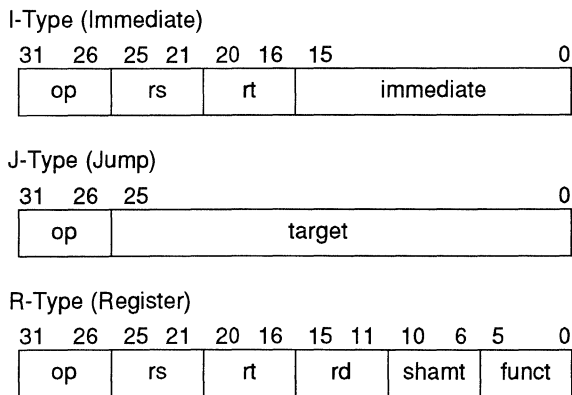 I-Type (Immediate)
31 26 25 21 20 16 15 0
op rs rt immediate
J-Type (Jump)
31 26 25 0
op target
R-Type (Register)
31 26 25 21 20 16 15 11 10 6 5 0
op rs rt rd shamt funct